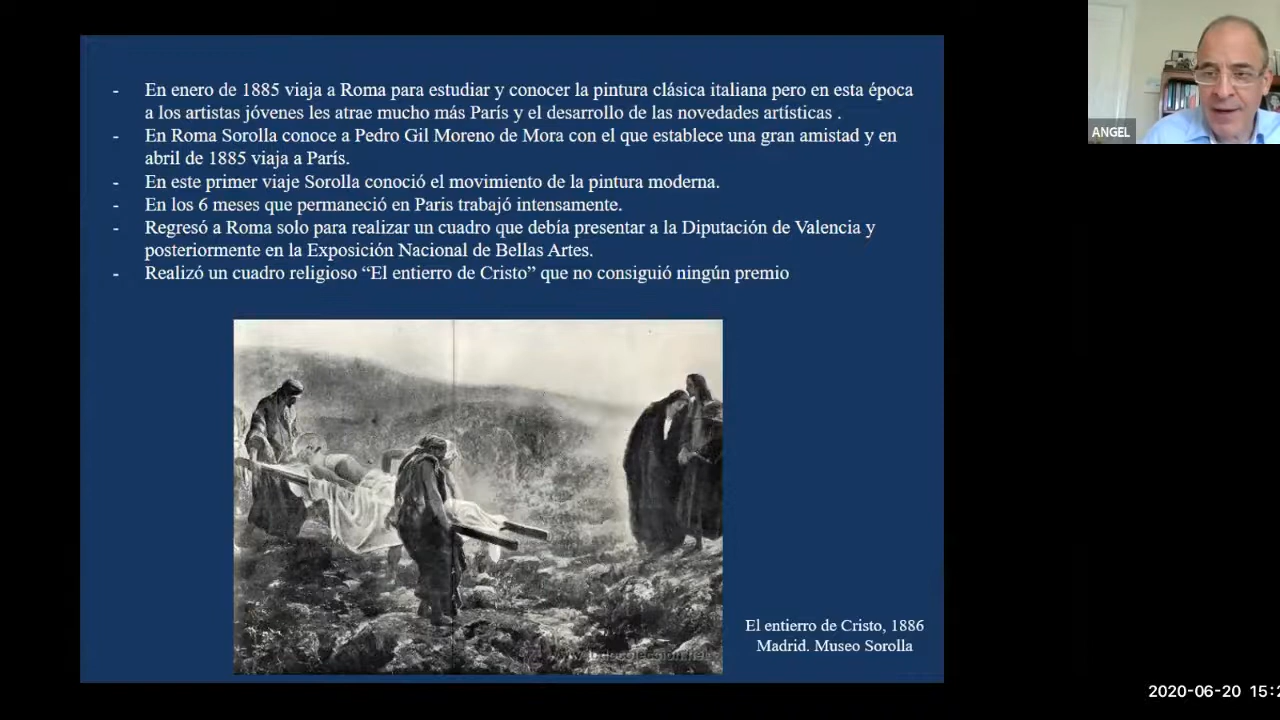 - En enero de 1885 viaja a Roma para estudiar y conocer la pintura clásica italiana pero en esta época
a los artistas jóvenes les atrae mucho más París y el desarrollo de las novedades artísticas .
- En Roma Sorolla conoce a Pedro Gil Moreno de Mora con el que establece una gran amistad y en
abril de 1885 viaja a París.
- En este primer viaje Sorolla conoció el movimiento de la pintura moderna.
- En los 6 meses que permaneció en Paris trabajó intensamente.
- Regresó a Roma solo para realizar un cuadro que debía presentar a la Diputación de Valencia y
posteriormente en la Exposición Nacional de Bellas Artes.
- Realizó un cuadro religioso “El entierro de Cristo” que no consiguió ningún premio
ANGEL
El entierro de Cristo, 1886
Madrid. Museo Sorolla
2020-06-20 15:2